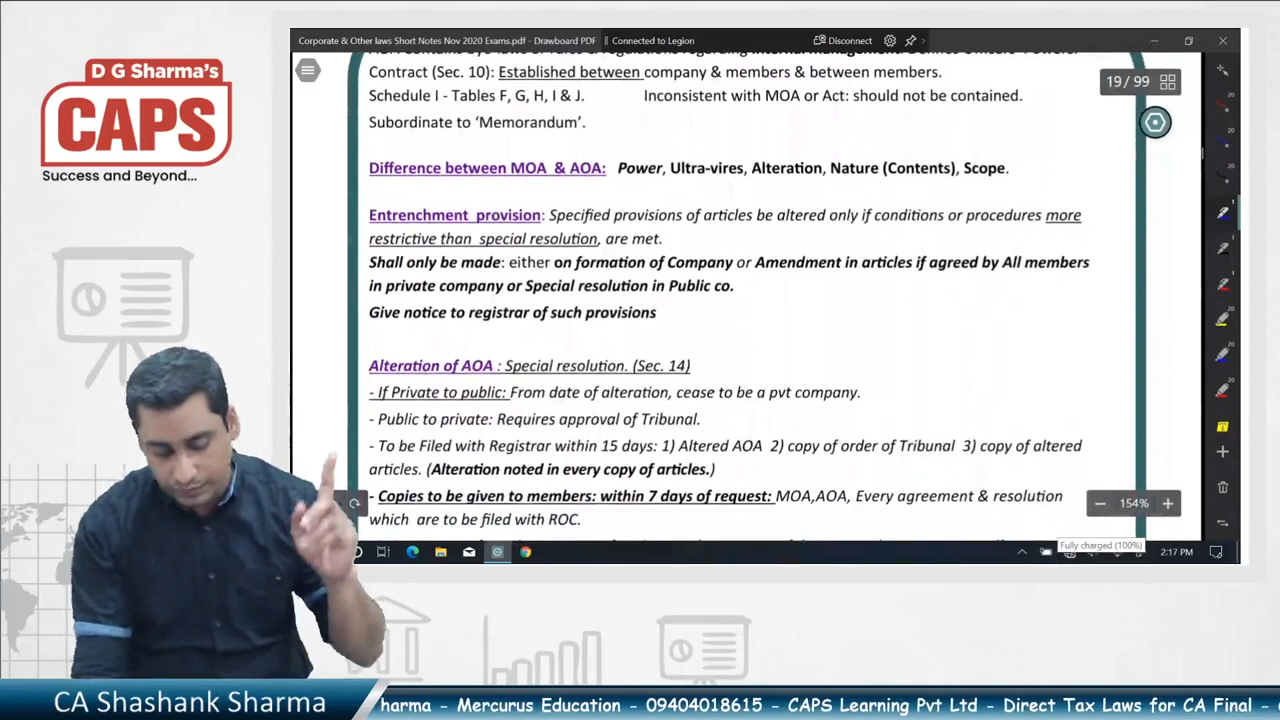 D G Sharma's
CAPS
Success and Beyond...
Corporate & Other laws Short Notes Nov 2020 Exams.pdf - Drawboard PDF
Connected to Legion
Disconnect
19 / 99
Contract (Sec. 10): Established between company & members & between members.
Schedule I - Tables F, G, H, I & J. Inconsistent with MOA or Act: should not be contained.
Subordinate to ‘Memorandum’.
Difference between MOA & AOA: Power, Ultra-vires, Alteration, Nature (Contents), Scope.
Entrenchment provision: Specified provisions of articles be altered only if conditions or procedures more
restrictive than special resolution, are met.
Shall only be made: either on formation of Company or Amendment in articles if agreed by All members
in private company or Special resolution in Public co.
Give notice to registrar of such provisions
Alteration of AOA : Special resolution. (Sec. 14)
- If Private to public: From date of alteration, cease to be a pvt company.
- Public to private: Requires approval of Tribunal.
- To be Filed with Registrar within 15 days: 1) Altered AOA 2) copy of order of Tribunal 3) copy of altered
articles. (Alteration noted in every copy of articles.)
- Copies to be given to members: within 7 days of request: MOA,AOA, Every agreement & resolution
which are to be filed with ROC.
154%
Fully charged (100%)
2:17 PM
CA Shashank Sharma
harma - Mercurus Education - 09404018615 - CAPS Learning Pvt Ltd - Direct Tax Laws for CA Final -